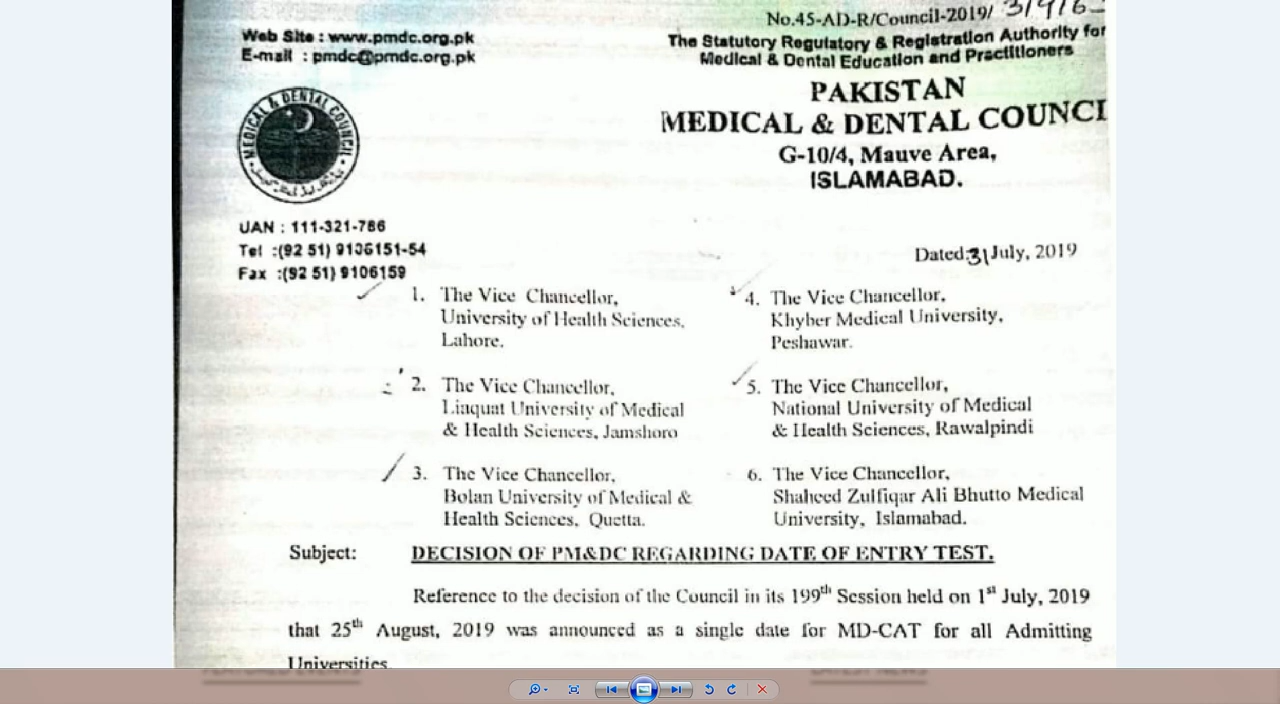 No.45-AD-R/Council-2019/
Web Site : www.pmdc.org.pk
E-mail : pmdc@pmdc.org.pk
The Statutory Regulatory & Registration Authority for
Medical & Dental Education and Practitioners
PAKISTAN
MEDICAL & DENTAL COUNCI
G-10/4, Mauve Area,
ISLAMABAD.
MEDICAL & DENTAL COUNCIL
UAN : 111-321-786
Tel :(92 51) 9106151-54
Fax :(92 51) 9106159
Dated 31 July, 2019
1. The Vice Chancellor,
University of Health Sciences,
Lahore.
2. The Vice Chancellor,
Liaquat University of Medical
& Health Sciences, Jamshoro
3. The Vice Chancellor,
Bolan University of Medical &
Health Sciences, Quetta.
4. The Vice Chancellor,
Khyber Medical University,
Peshawar.
5. The Vice Chancellor,
National University of Medical
& Health Sciences, Rawalpindi
6. The Vice Chancellor,
Shaheed Zulfiqar Ali Bhutto Medical
University, Islamabad.
Subject: DECISION OF PM&DC REGARDING DATE OF ENTRY TEST.
Reference to the decision of the Council in its 199th Session held on 1st July, 2019
that 25th August, 2019 was announced as a single date for MD-CAT for all Admitting
Universities